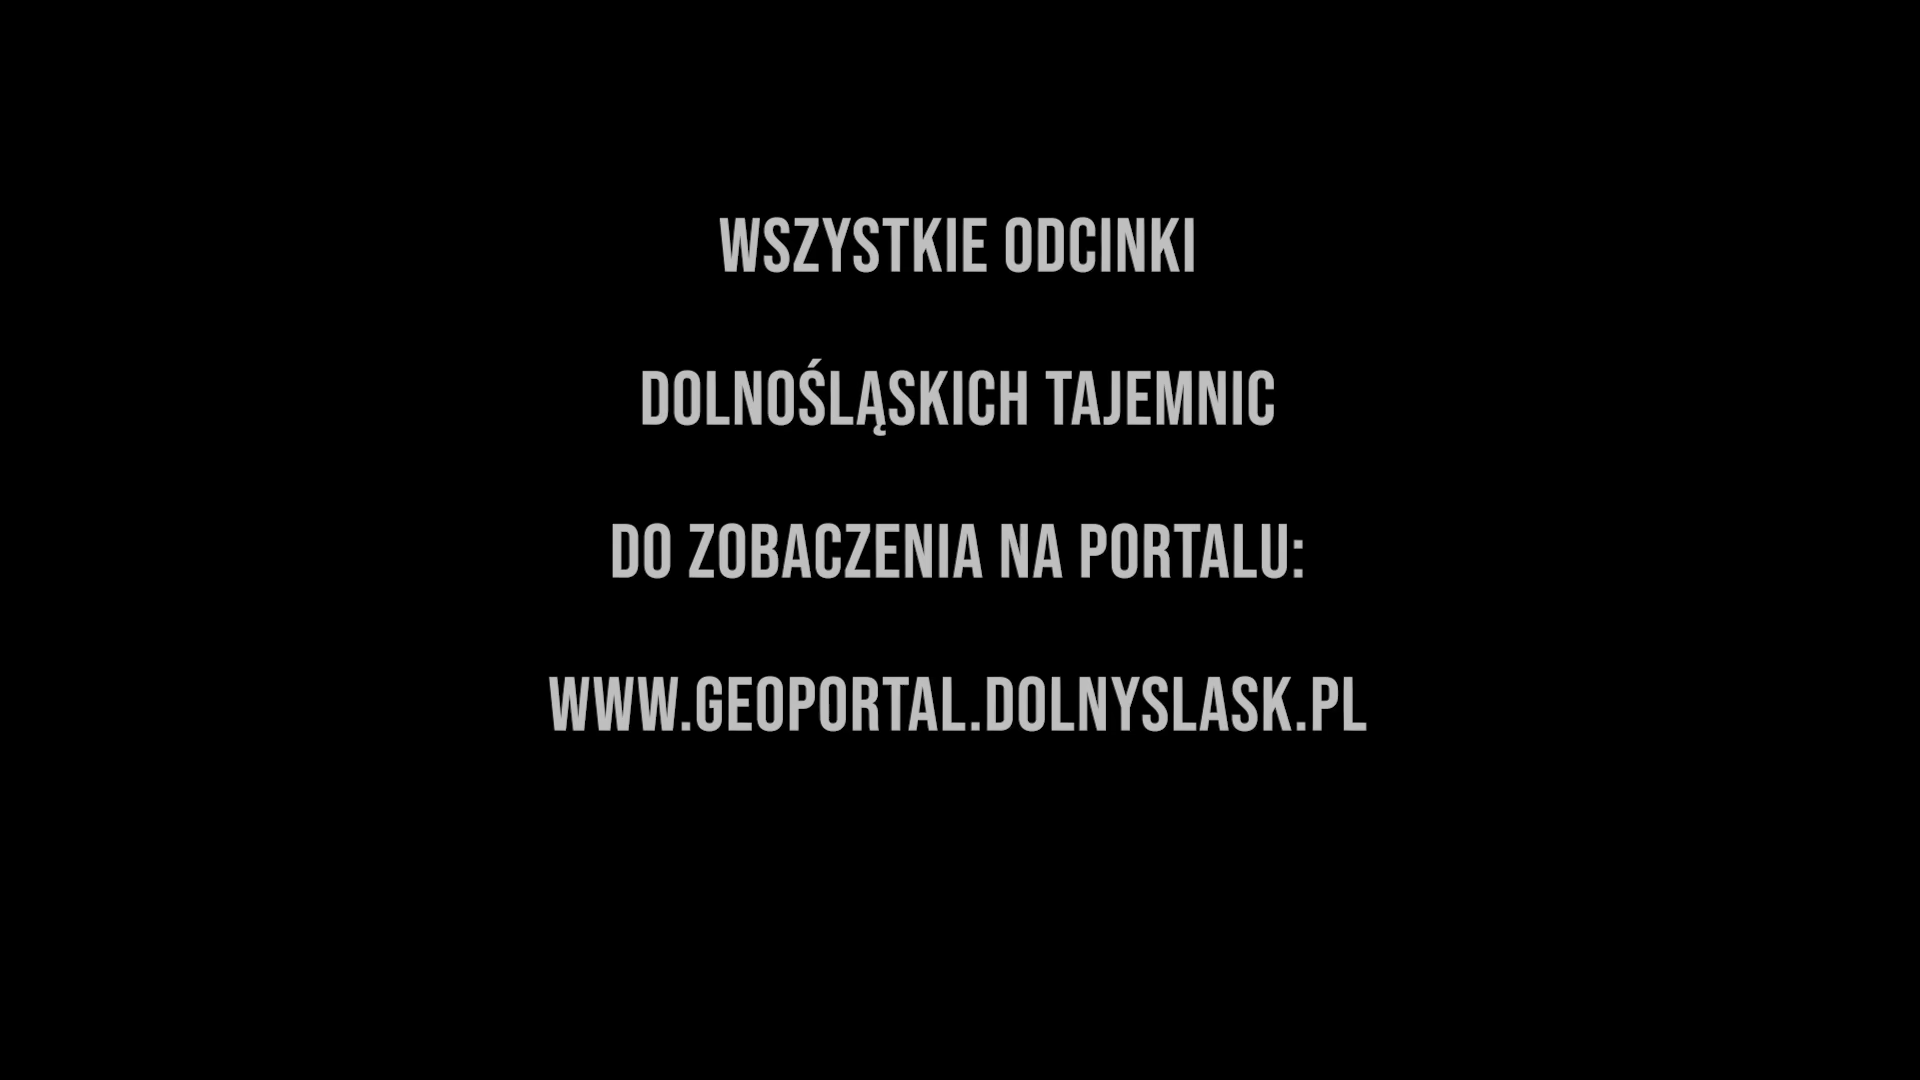 WSZYSTKIE ODCINKI
DOLNOŚLĄSKICH TAJEMNIC
DO ZOBACZENIA NA PORTALU:
WWW.GEOPORTAL.DOLNYSLASK.PL